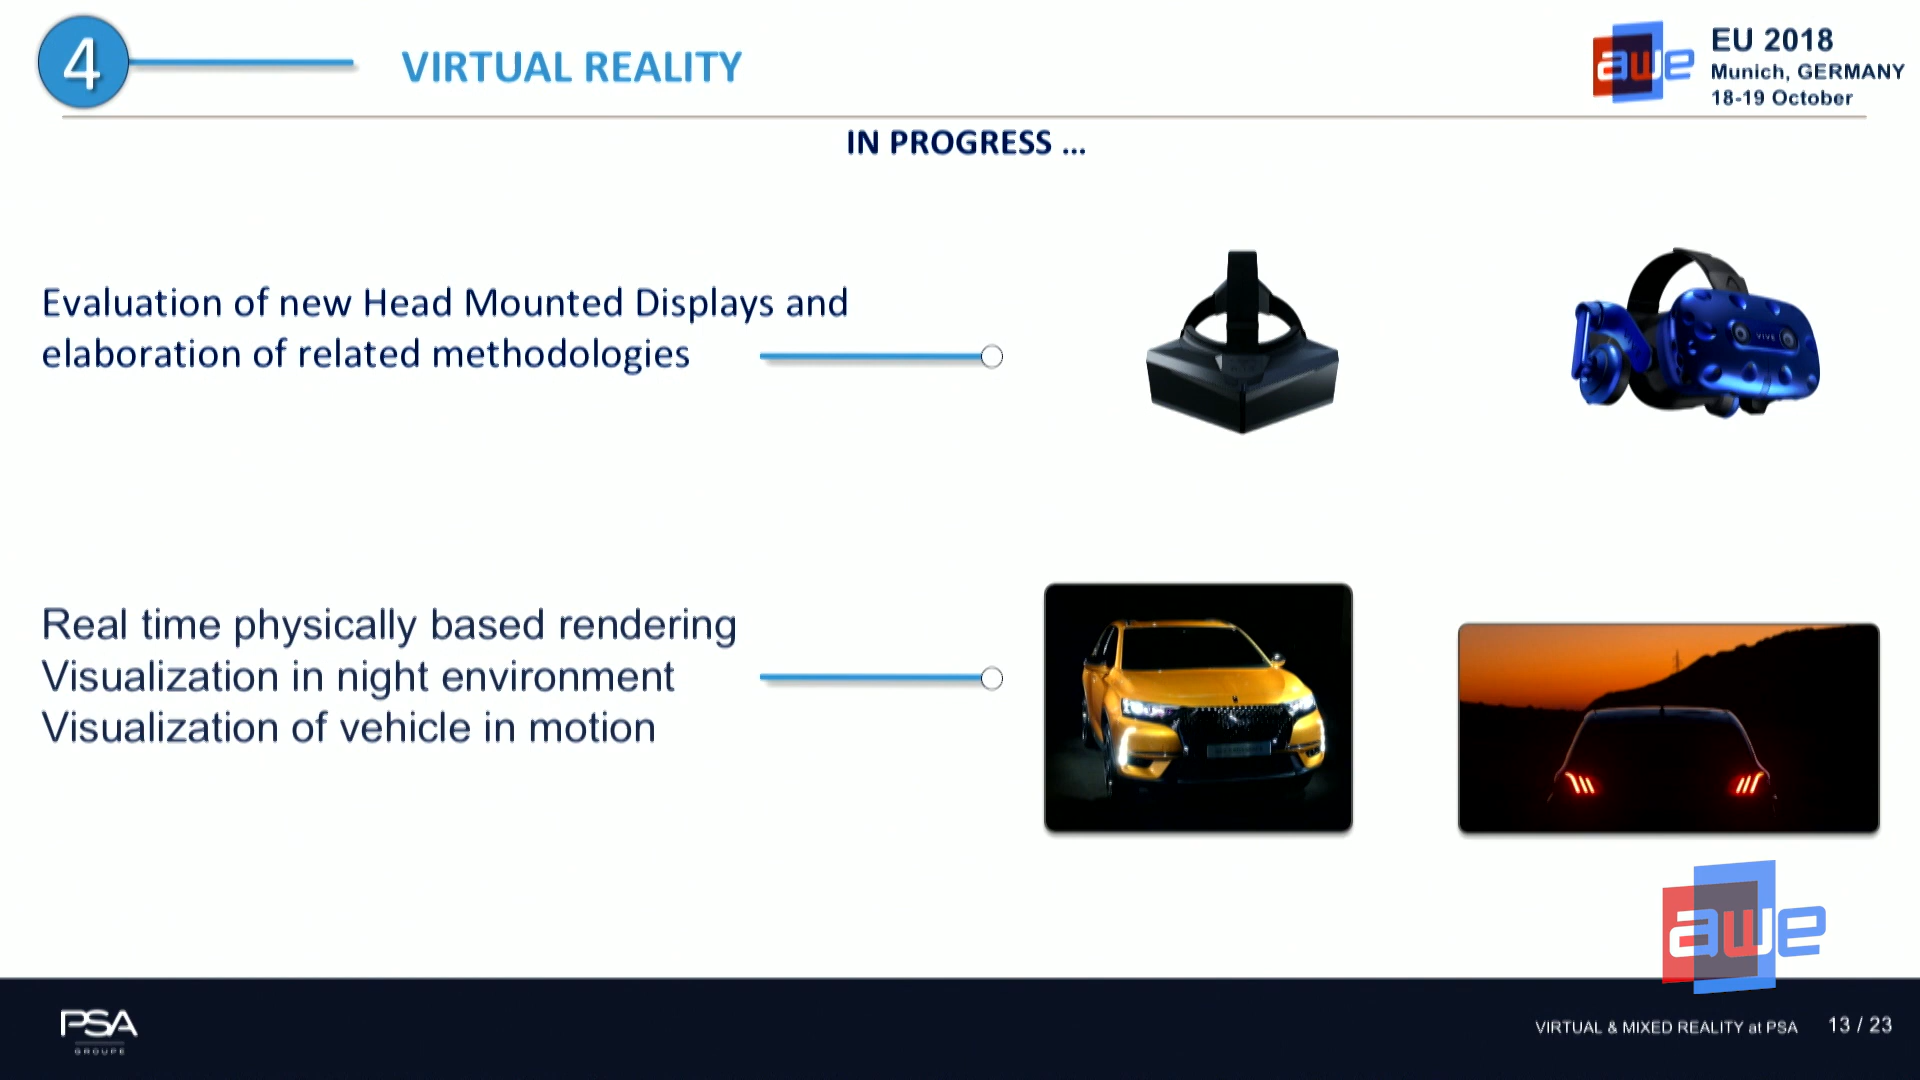 4
VIRTUAL REALITY
awe
EU 2018
Munich, GERMANY
18-19 October
IN PROGRESS ...
Evaluation of new Head Mounted Displays and
elaboration of related methodologies
VIVE
Real time physically based rendering
Visualization in night environment
Visualization of vehicle in motion
awe
PSA
GROUPE
VIRTUAL & MIXED REALITY at PSA
13 / 23